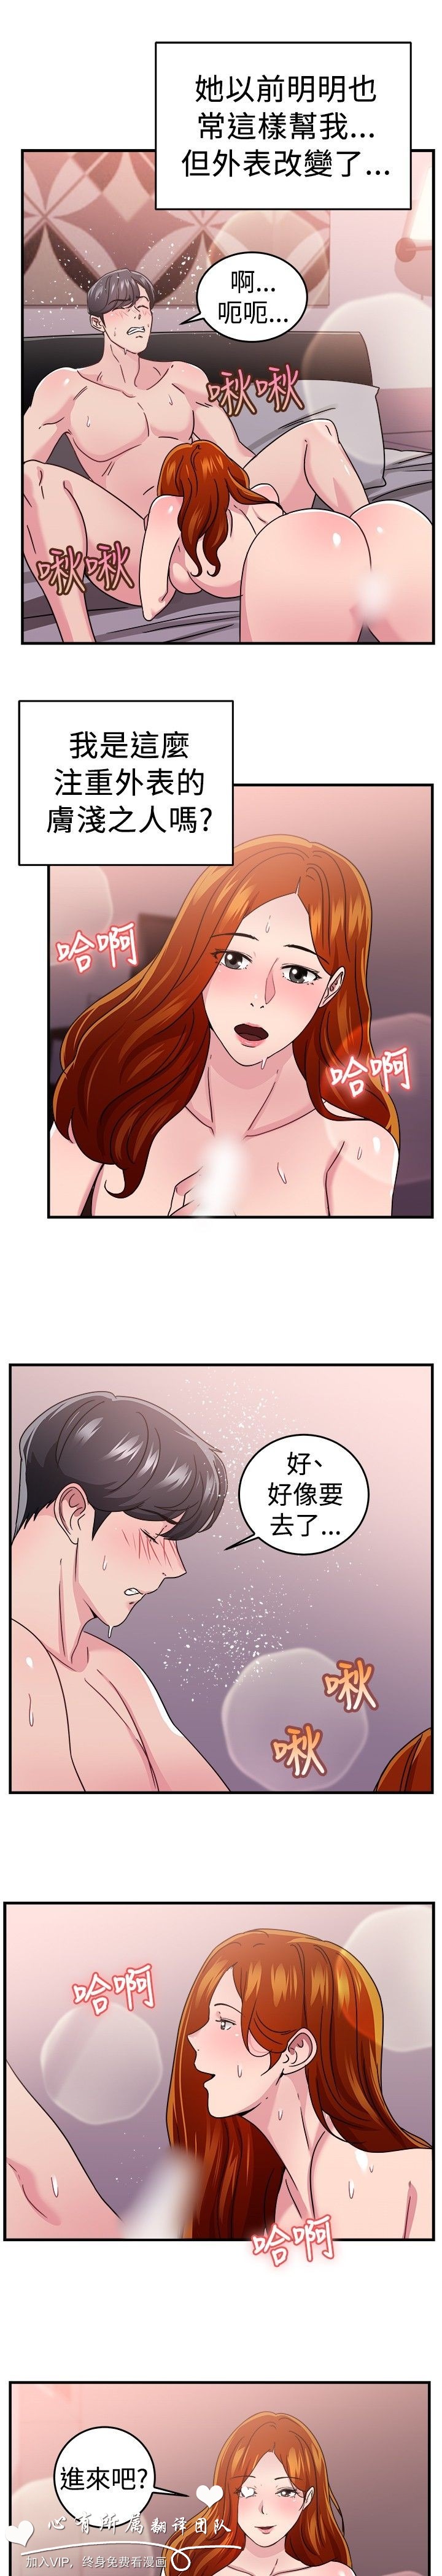 她以前明明也
常這樣幫我...
但外表改變了...
啊...
呃呃...
啾啾
啾啾
我是這麼
注重外表的
膚淺之人嗎?
哈啊
哈啊
好、
好像要
去了...
啾
啾
哈啊
哈啊
進來吧?
心有所属翻译团队
加入VIP，终身免费看漫画